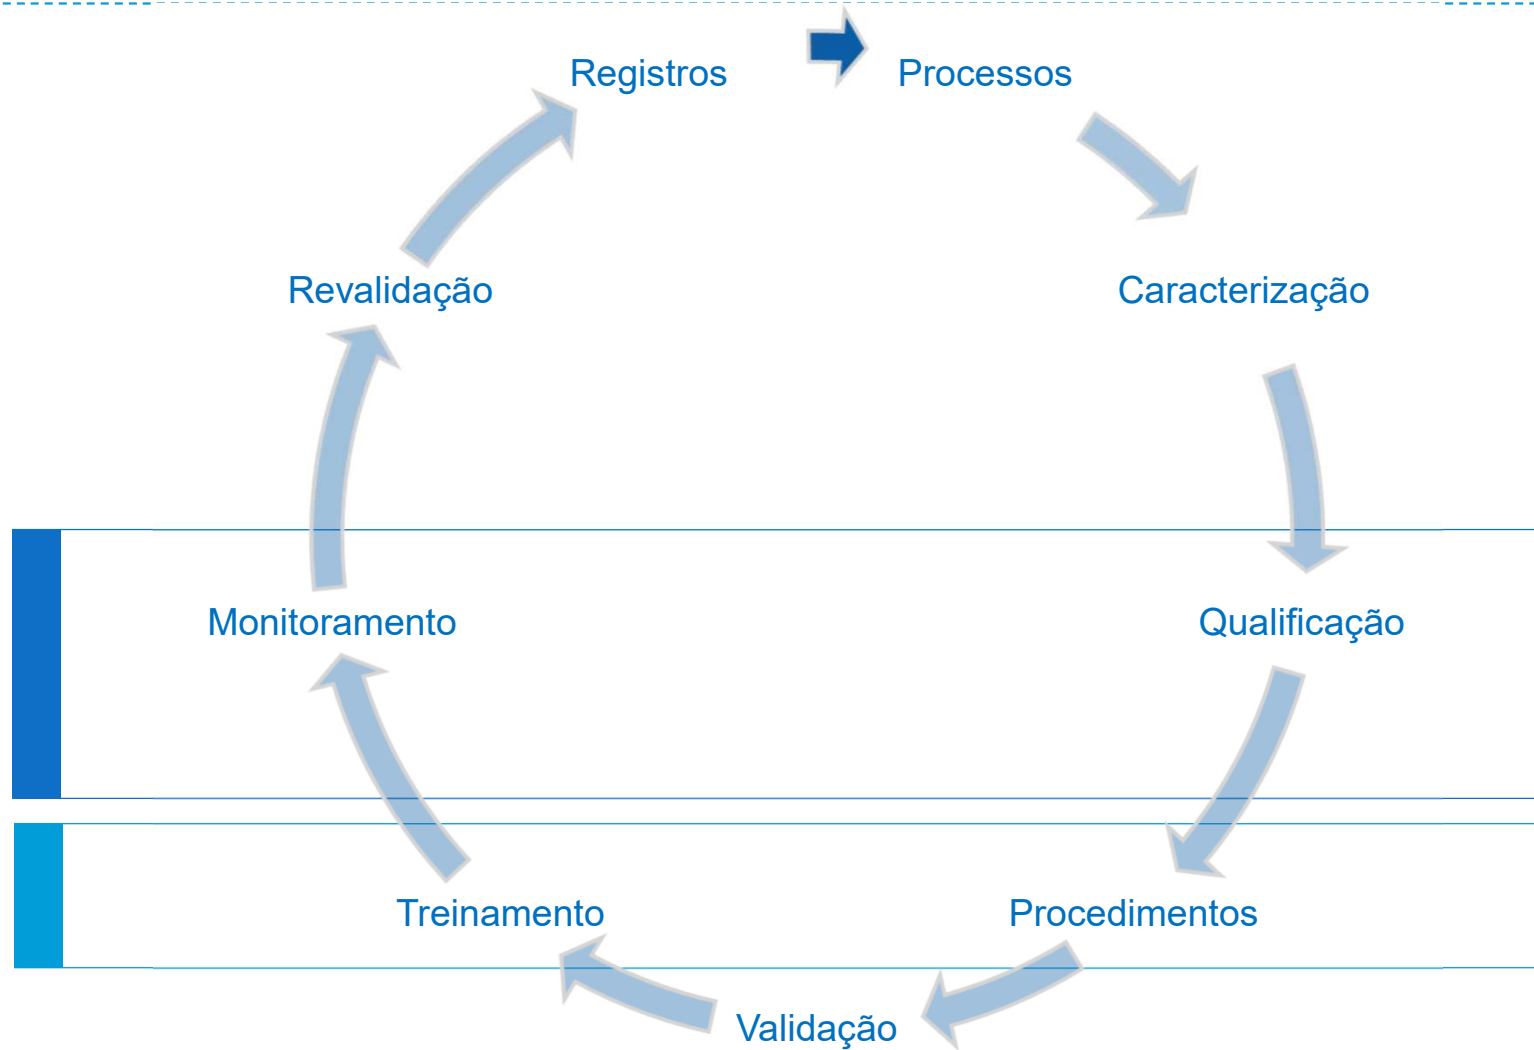 Registros
Processos
Revalidação
Caracterização
Monitoramento
Qualificação
Treinamento
Procedimentos
Validação